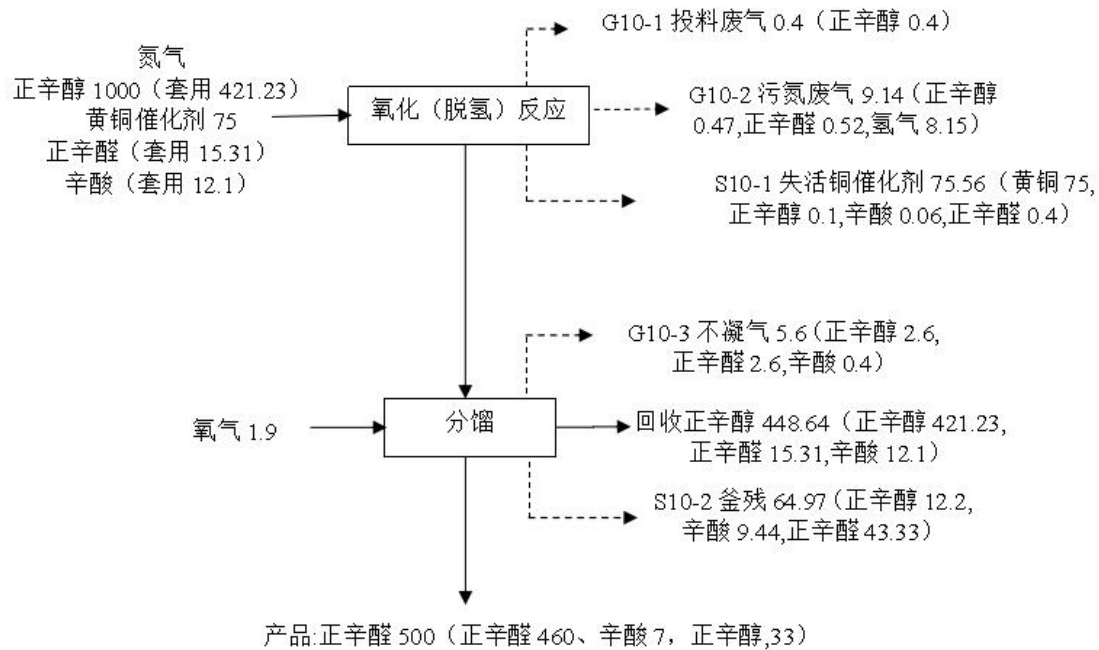 G10-1 投料废气 0.4（正辛醇 0.4）
氮气
正辛醇 1000（套用 421.23）
黄铜催化剂 75
正辛醛（套用 15.31）
辛酸（套用 12.1）
氧化（脱氢）反应
G10-2 污氮废气 9.14（正辛醇
0.47,正辛醛 0.52,氢气 8.15）
S10-1 失活铜催化剂 75.56（黄铜 75,
正辛醇 0.1,辛酸 0.06,正辛醛 0.4）
G10-3 不凝气 5.6（正辛醇 2.6,
正辛醛 2.6,辛酸 0.4）
氧气 1.9
分馏
回收正辛醇 448.64（正辛醇 421.23,
正辛醛 15.31,辛酸 12.1）
S10-2 釜残 64.97（正辛醇 12.2,
辛酸 9.44,正辛醛 43.33）
产品:正辛醛 500（正辛醛 460、辛酸 7，正辛醇,33）